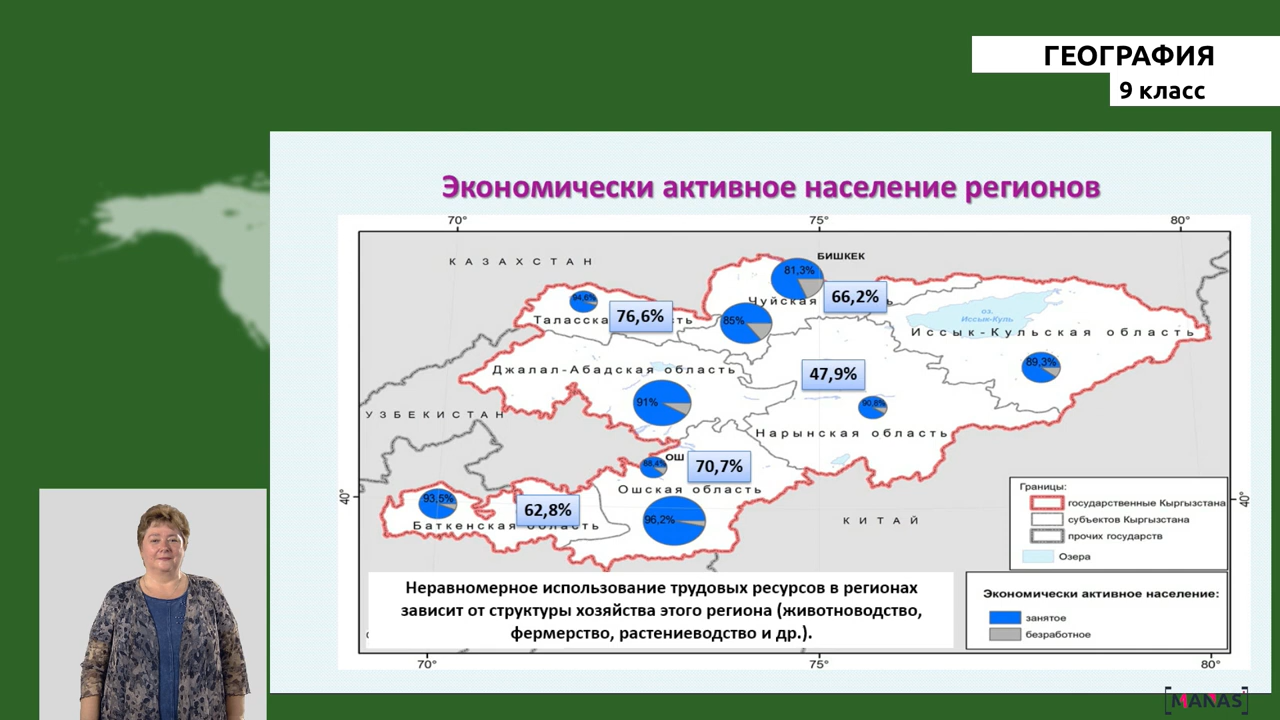 ГЕОГРАФИЯ
9 класс
Экономически активное население регионов
70° 75° 80°
КАЗАХСТАН
БИШКЕК
81,3%
Чуйская
66,2%
94,6%
Таласска
76,6%
85%
оз.
Иссык-Куль
Иссык-Кульская область
Джалал-Абадская область
47,9%
89,3%
91%
90,8%
УЗБЕКИСТАН
Нарынская область
ОШ
70,7%
40°
Ошская область
93,5%
62,8%
96,2%
Баткенская область
КИТАЙ
40°
Границы:
государственные Кыргызстана
субъектов Кыргызстана
прочих государств
Озера
Неравномерное использование трудовых ресурсов в регионах
зависит от структуры хозяйства этого региона (животноводство,
фермерство, растениеводство и др.).
Экономически активное население:
занятое
безработное
70° 75° 80°
[MANAS]